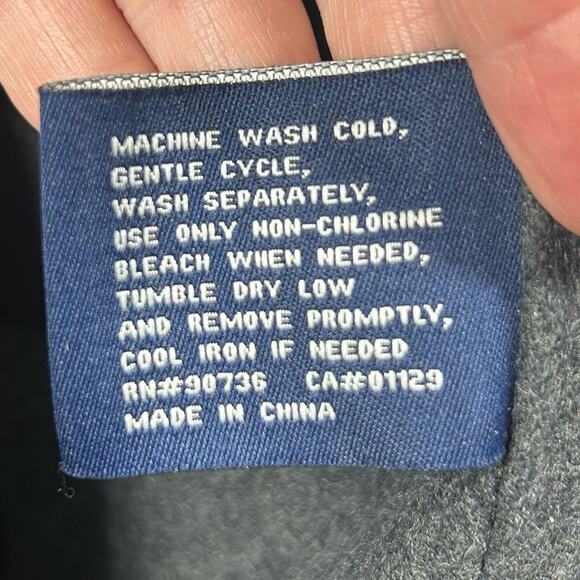 MACHINE WASH COLD,
GENTLE CYCLE,
WASH SEPARATELY,
USE ONLY NON-CHLORINE
BLEACH WHEN NEEDED,
TUMBLE DRY LOW
AND REMOVE PROMPTLY,
COOL IRON IF NEEDED
RN#90736 CA#01129
MADE IN CHINA